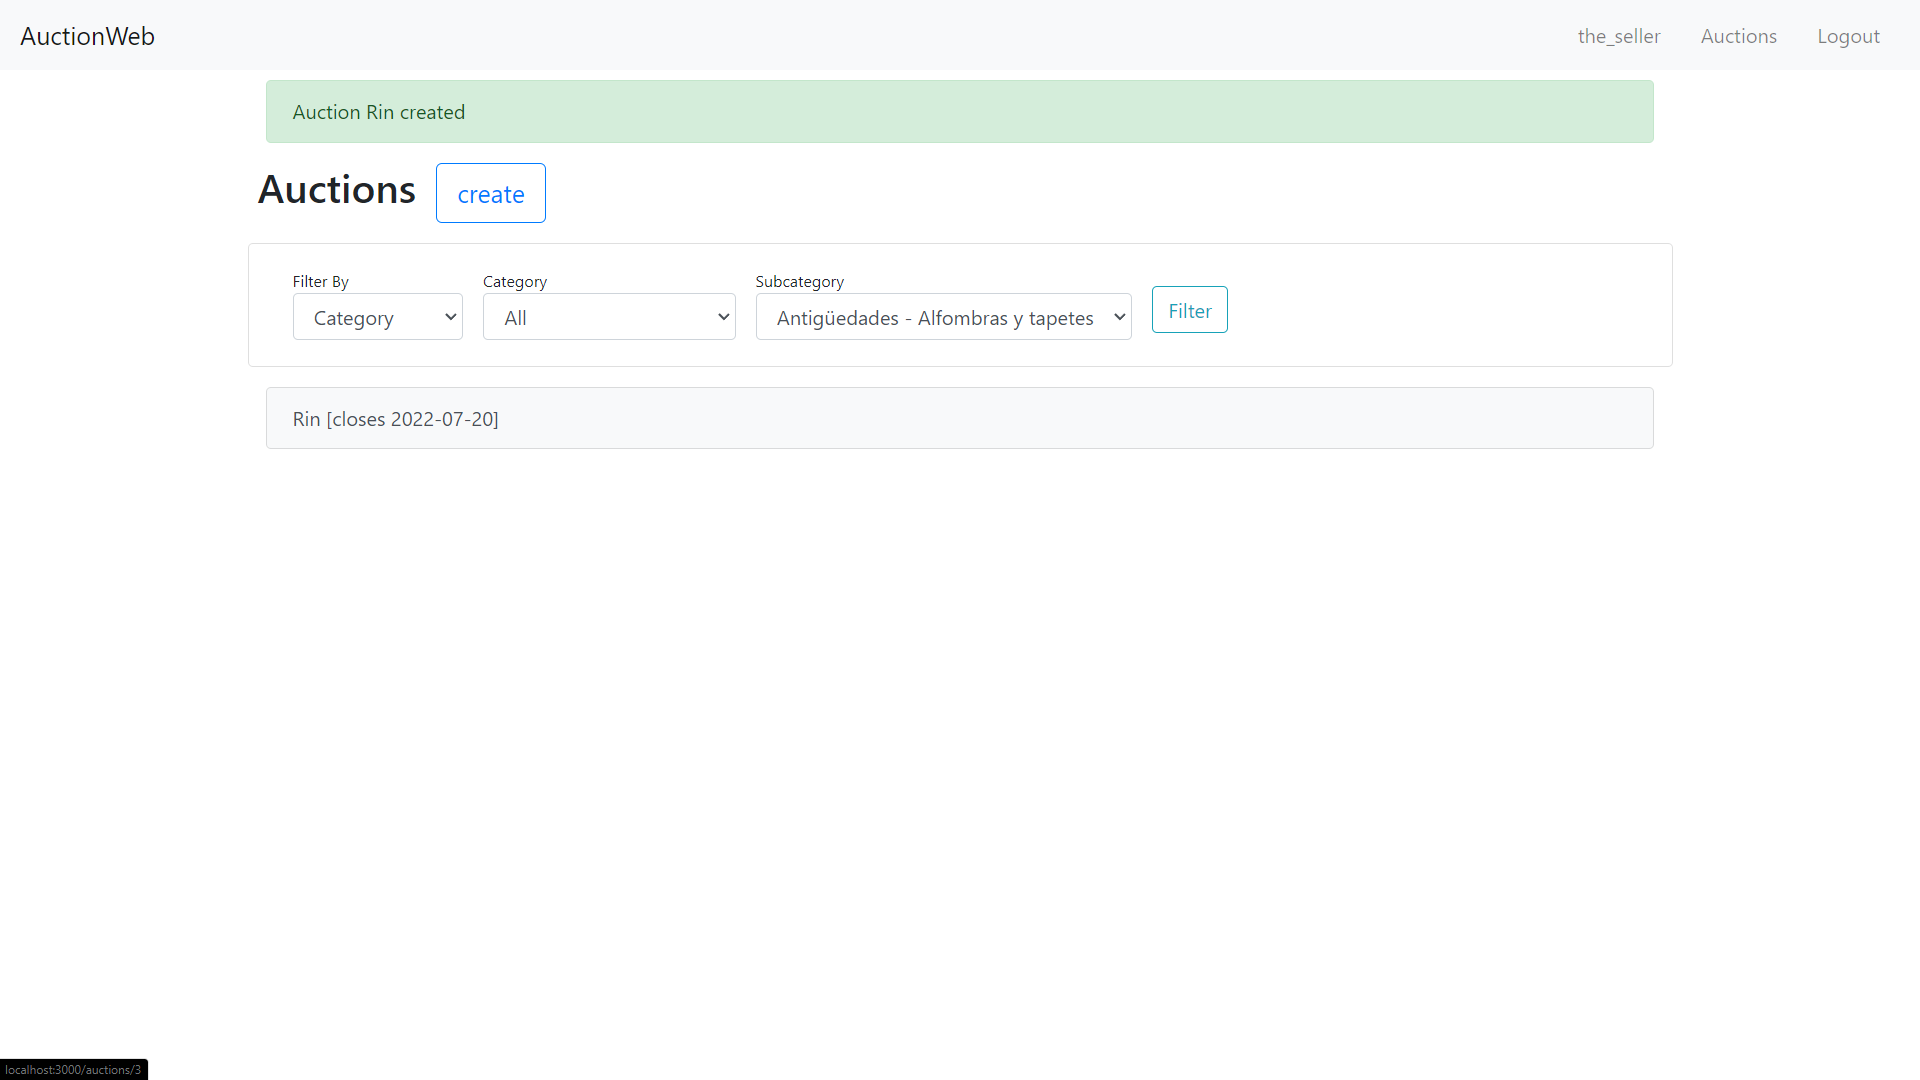 AuctionWeb the_seller Auctions Logout
Auction Rin created
Auctions create
Filter By Category Subcategory
Category All Antigüedades - Alfombras y tapetes Filter
Rin [closes 2022-07-20]
localhost:3000/auctions/3